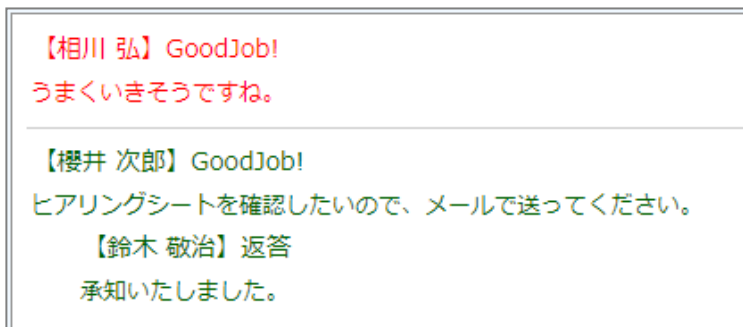 【相川 弘】GoodJob!
うまくいきそうですね。
【櫻井 次郎】GoodJob!
ヒアリングシートを確認したいので、メールで送ってください。
【鈴木 敬治】返答
承知いたしました。